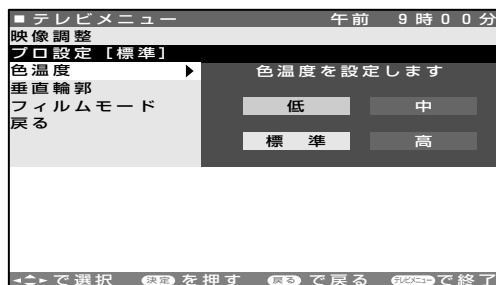 ■テレビメニュー 午前 9時00分
映像調整
プロ設定［標準］
色温度 ▶ 色温度を設定します
垂直輪郭
フィルムモード 低 中
戻る
標準 高
で選択 決定 を押す 戻る で戻る テレビメニュー で終了